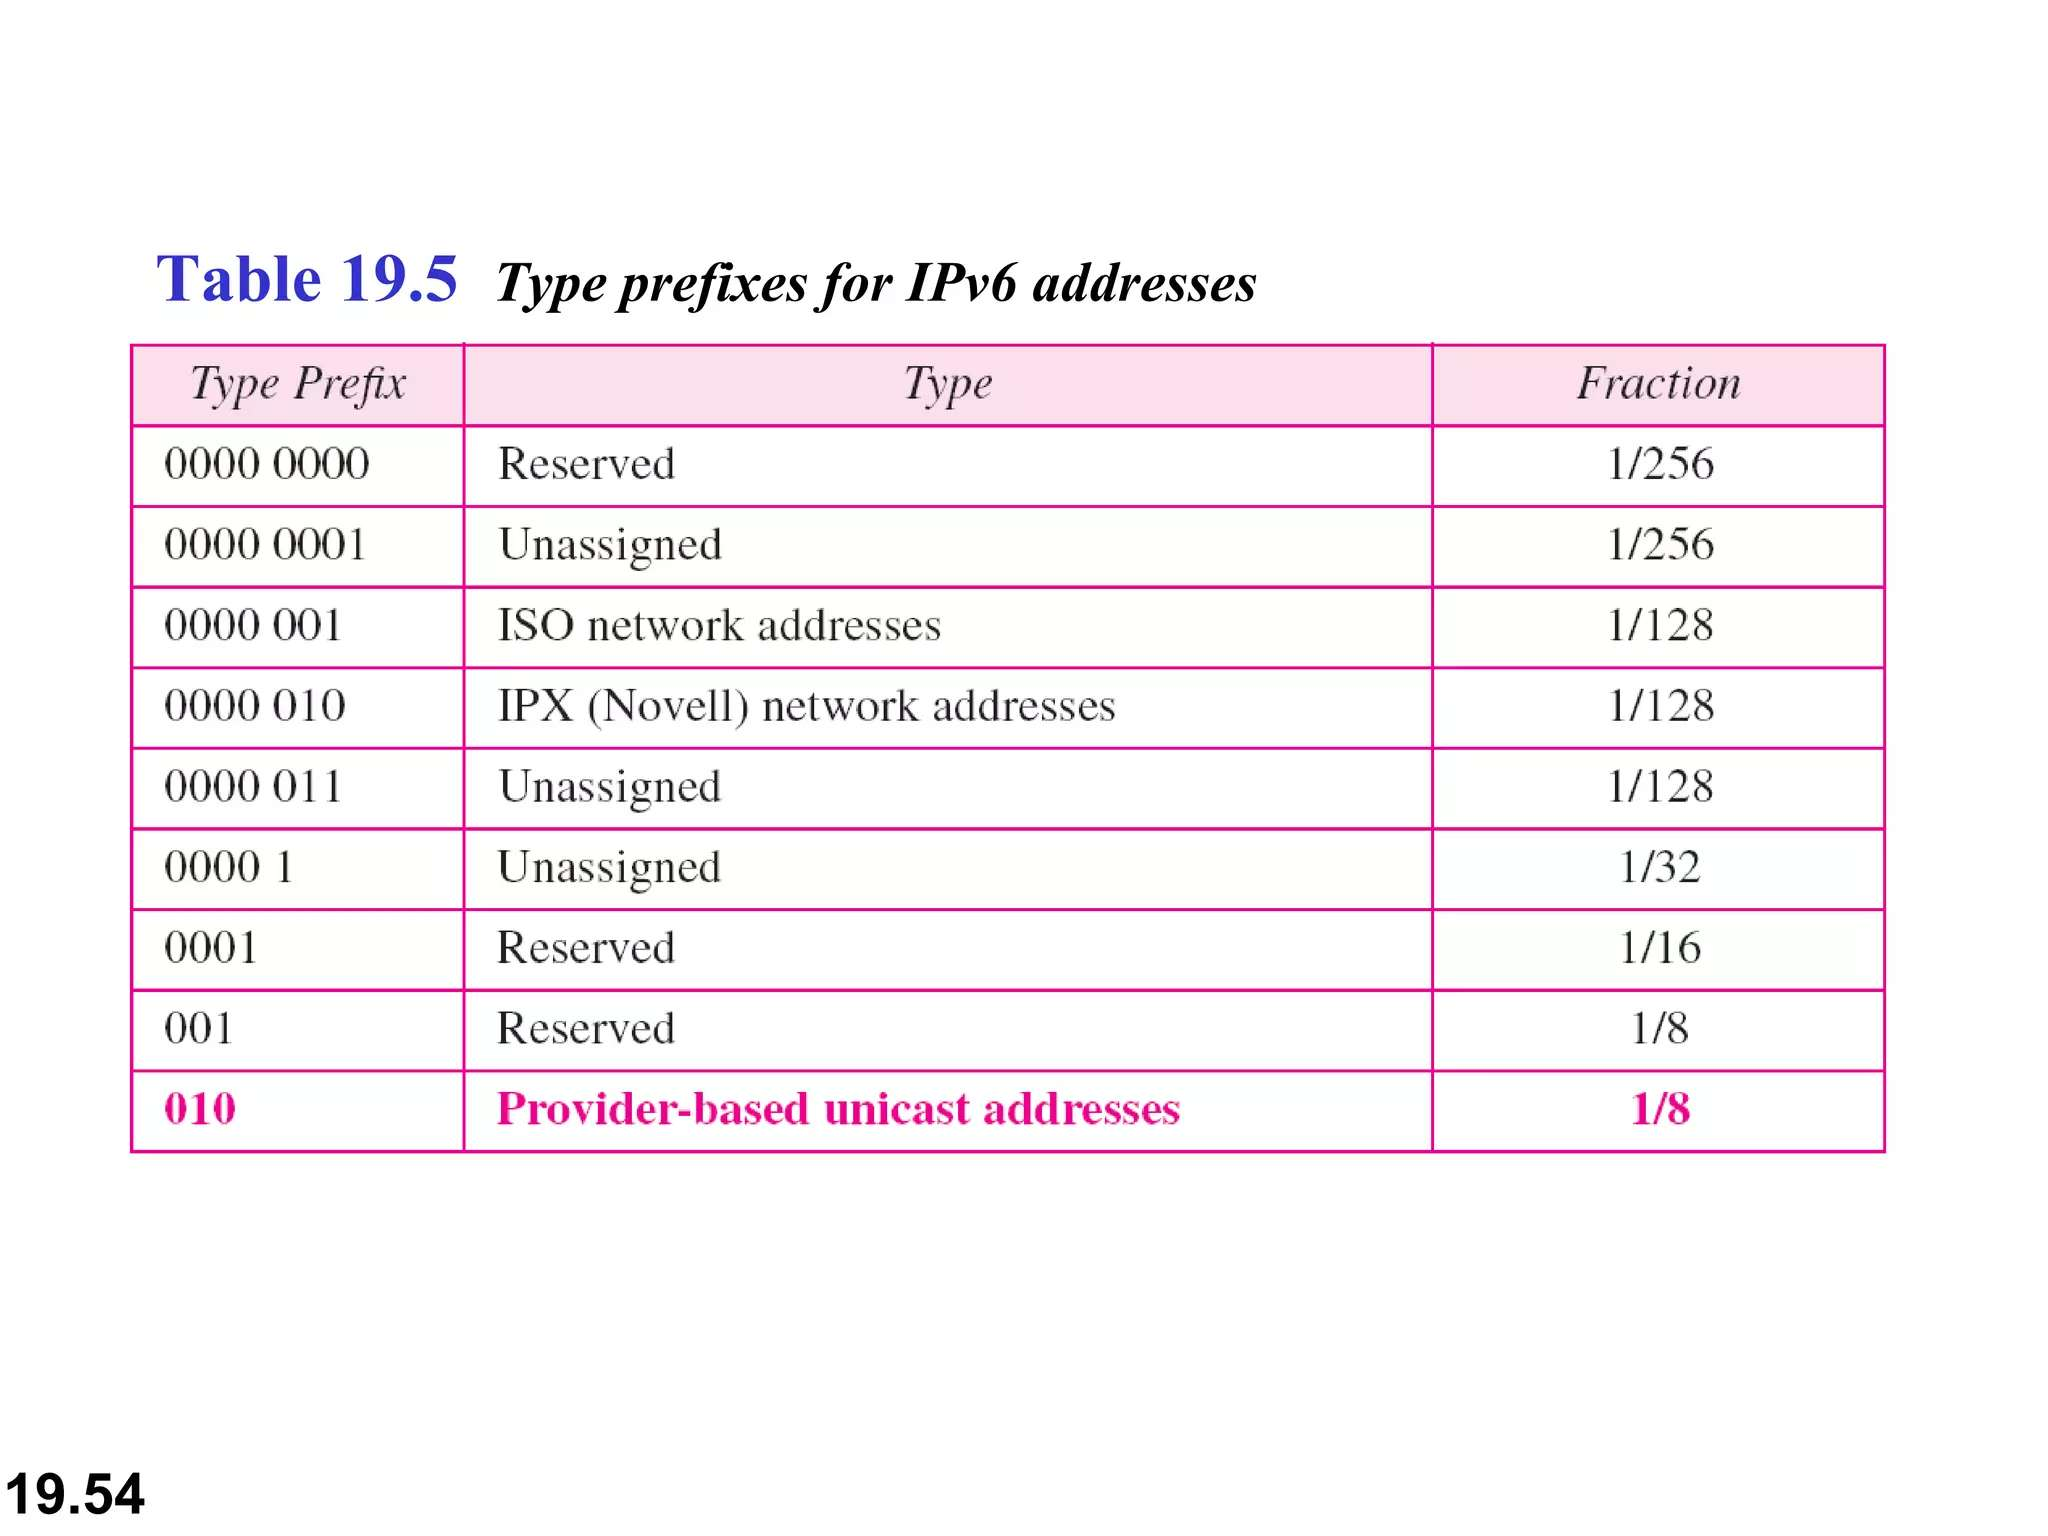 Table 19.5 Type prefixes for IPv6 addresses
Type Prefix Type Fraction
0000 0000 Reserved 1/256
0000 0001 Unassigned 1/256
0000 001 ISO network addresses 1/128
0000 010 IPX (Novell) network addresses 1/128
0000 011 Unassigned 1/128
0000 1 Unassigned 1/32
0001 Reserved 1/16
001 Reserved 1/8
010 Provider-based unicast addresses 1/8
19.54